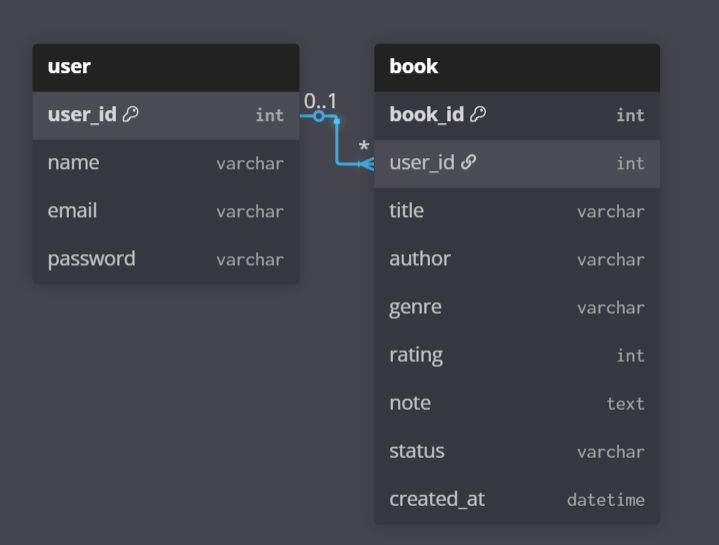 user
user_id int
name varchar
email varchar
password varchar
0..1
*
book
book_id int
user_id int
title varchar
author varchar
genre varchar
rating int
note text
status varchar
created_at datetime